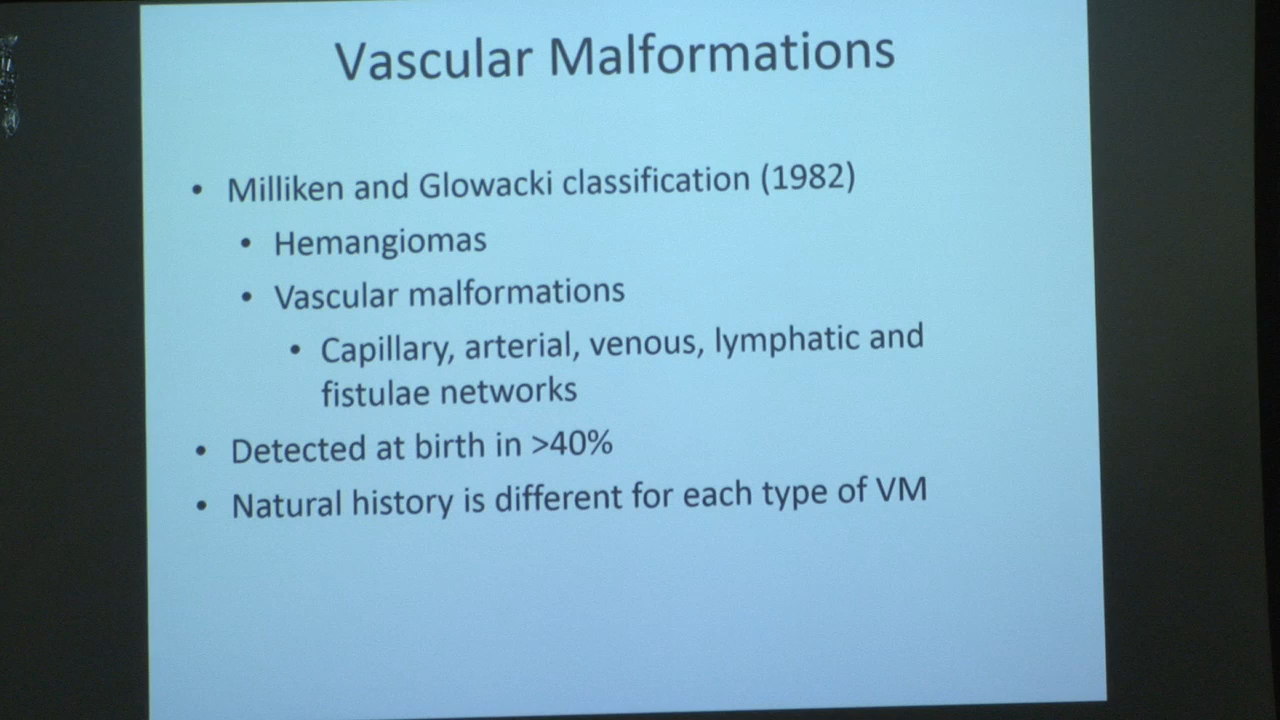 Vascular Malformations
• Milliken and Glowacki classification (1982)
• Hemangiomas
• Vascular malformations
• Capillary, arterial, venous, lymphatic and
fistulae networks
• Detected at birth in >40%
• Natural history is different for each type of VM